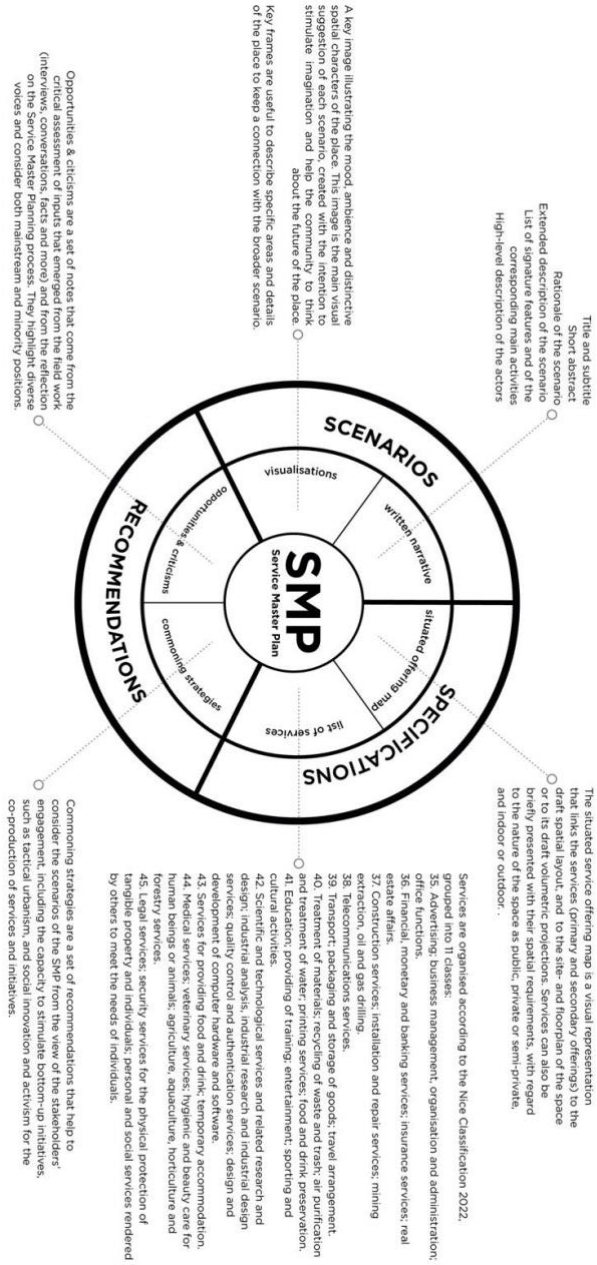 Title and subtitle
Short abstract
Rationale of the scenario
Extended description of the scenario
List of signature features and of the
corresponding main activities
High-level description of the actors
A key image illustrating the mood, ambience and distinctive
spatial characters of the place. This image is the main visual
suggestion of each scenario, created with the intention to
stimulate imagination and help the community to think
about the future of the place.
Key frames are useful to describe specific areas and details
of the place to keep a connection with the broader scenario.
Opportunities & citicisms are a set of notes that come from the
critical assessment of inputs that emerged from the field work
(interviews, conversations, facts and more) and from the reflection
on the Service Master Planning process. They highlight diverse
voices and consider both mainstream and minority positions.
SCENARIOS
written narrative
visualisations
SPECIFICATIONS
situated offering map
list of services
RECOMMENDATIONS
opportunities & criticisms
commoning strategies
SMP
Service Master Plan
The situated service offering map is a visual representation
that links the services (primary and secondary offerings) to the
draft spatial layout, and to the site- and floorplan of the space
or to its draft volumetric projections. Services can also be
briefly presented with their spatial requirements, with regard
to the nature of the space as public, private or semi-private,
and indoor or outdoor .
Services are organised according to the Nice Classification 2022,
grouped into 11 classes:
35. Advertising; business management, organisation and administration;
office functions.
36. Financial, monetary and banking services; insurance services; real
estate affairs.
37. Construction services; installation and repair services; mining
extraction, oil and gas drilling.
38. Telecommunications services.
39. Transport; packaging and storage of goods; travel arrangement.
40. Treatment of materials; recycling of waste and trash; air purification
and treatment of water; printing services; food and drink preservation.
41. Education; providing of training; entertainment; sporting and
cultural activities.
42. Scientific and technological services and related research and
design; industrial analysis, industrial research and industrial design
services; quality control and authentication services; design and
development of computer hardware and software.
43. Services for providing food and drink; temporary accommodation.
44. Medical services; veterinary services; hygienic and beauty care for
human beings or animals; agriculture, aquaculture, horticulture and
forestry services.
45. Legal services; security services for the physical protection of
tangible property and individuals; personal and social services rendered
by others to meet the needs of individuals.
Commoning strategies are a set of recommendations that help to
consider the scenarios of the SMP from the view of the stakeholders'
engagement, including the capacity to stimulate bottom-up initiatives,
such as tactical urbanism, and social innovation and activism for the
co-production of services and initiatives.